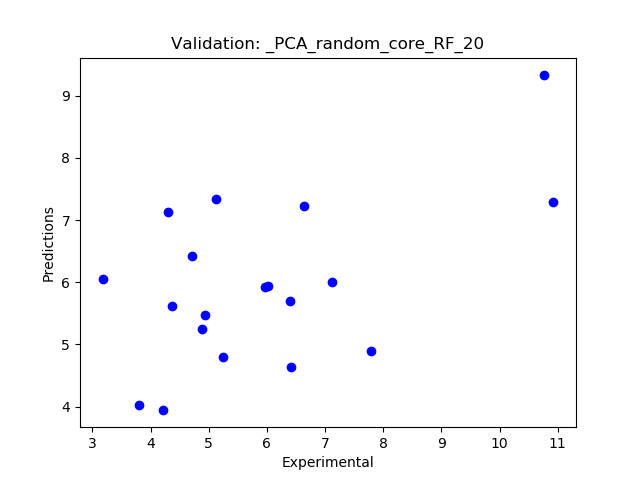 Validation: _PCA_random_core_RF_20
9
8
7
6
5
4
Predictions
3 4 5 6 7 8 9 10 11
Experimental